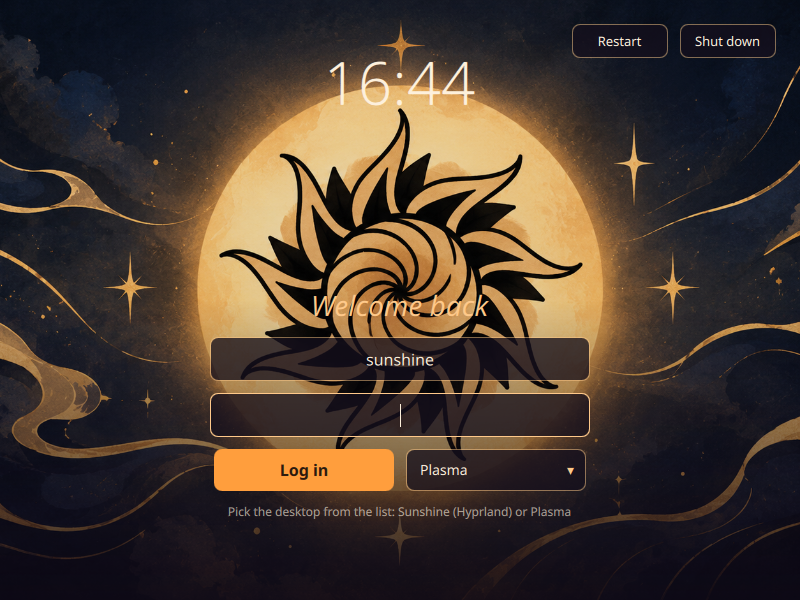 Restart
Shut down
16:44
Welcome back
sunshine
Log in
Plasma
Pick the desktop from the list: Sunshine (Hyprland) or Plasma